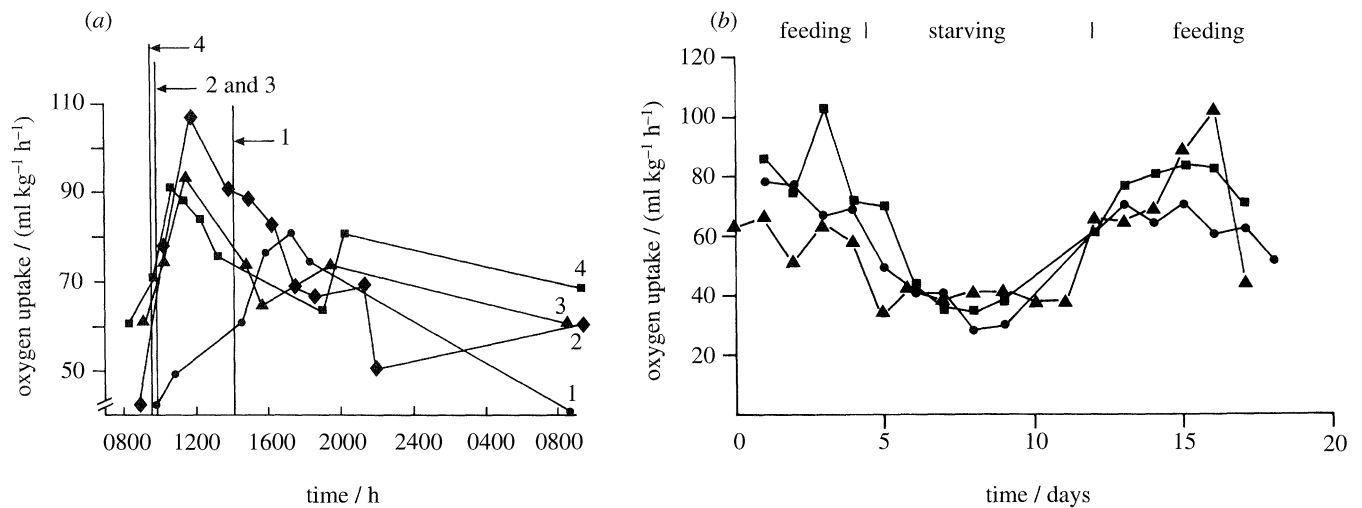 (a)
4
2 and 3
1
110
90
70
50
oxygen uptake / (ml kg⁻¹ h⁻¹)
4
3
2
1
0800 1200 1600 2000 2400 0400 0800
time / h
(b)
feeding | starving | feeding
120
100
80
60
40
20
oxygen uptake / (ml kg⁻¹ h⁻¹)
0 5 10 15 20
time / days